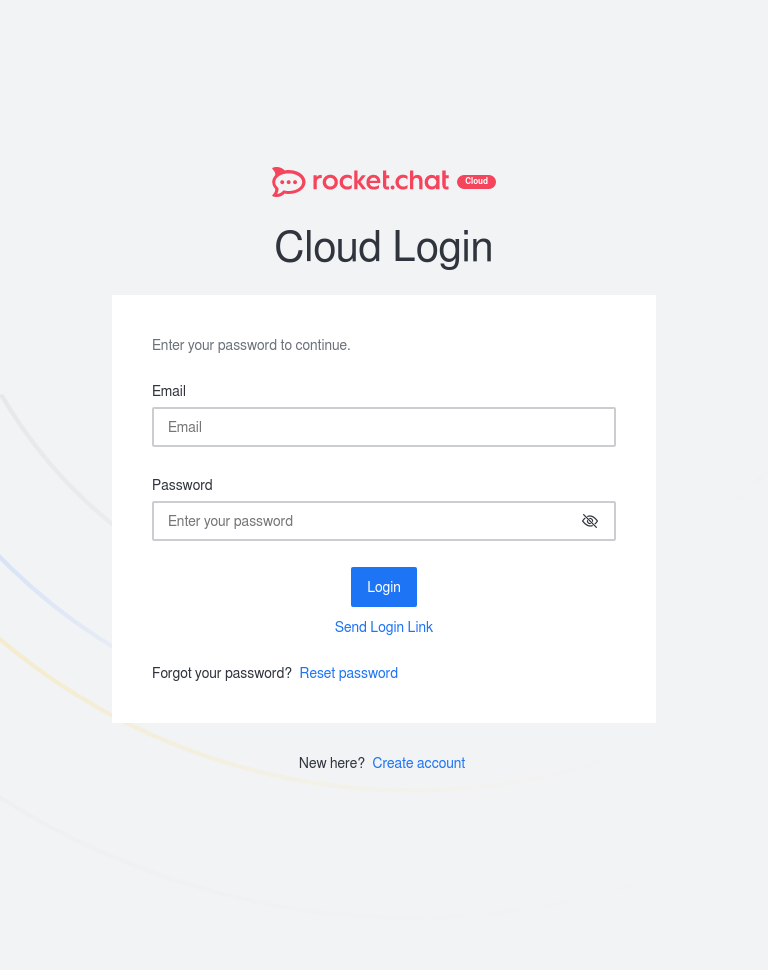 rocket.chat Cloud
Cloud Login
Enter your password to continue.
Email
Email
Password
Enter your password
Login
Send Login Link
Forgot your password? Reset password
New here? Create account